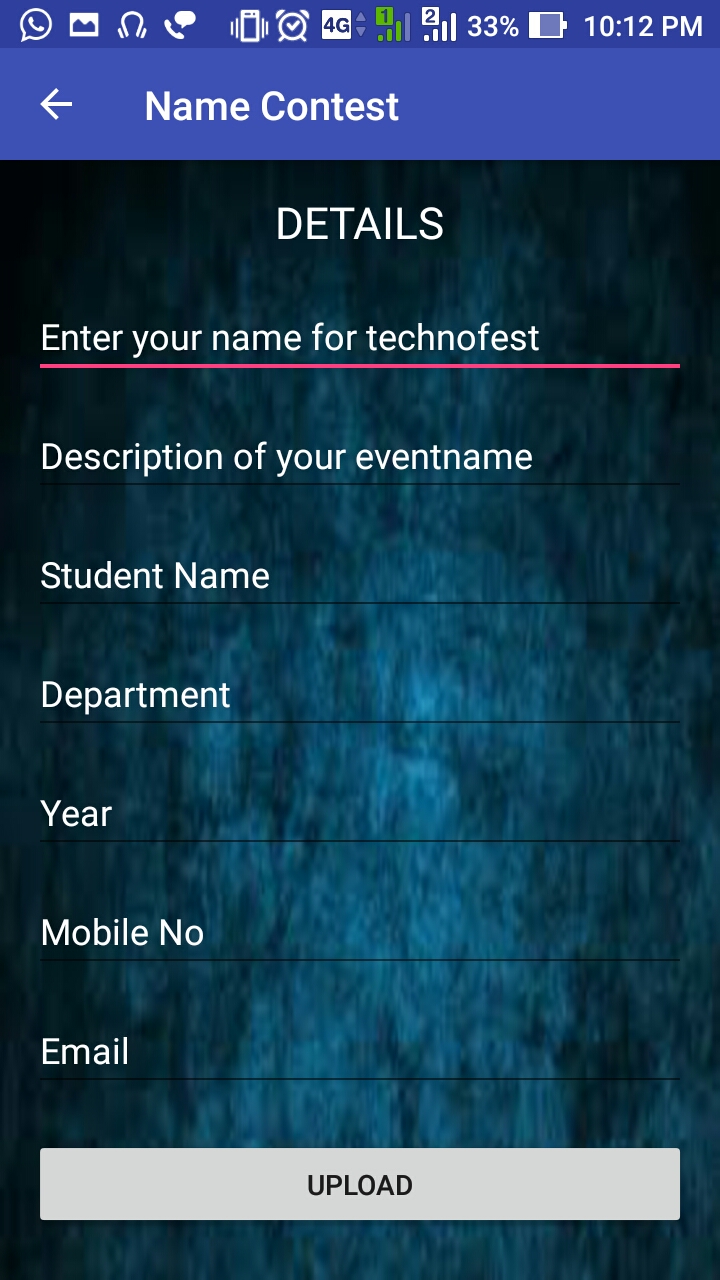 4G 1 2 33% 10:12 PM
Name Contest
DETAILS
Enter your name for technofest
Description of your eventname
Student Name
Department
Year
Mobile No
Email
UPLOAD